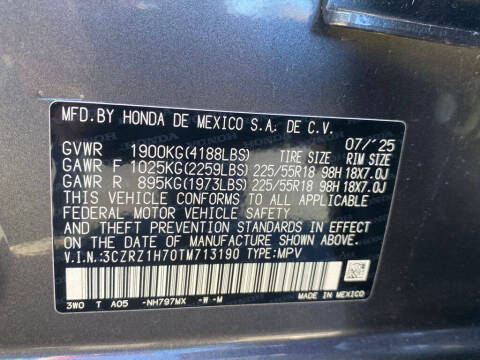 MFD.BY HONDA DE MEXICO S.A. DE C.V.
07/'25
GVWR 1900KG(4188LBS) TIRE SIZE RIM SIZE
GAWR F 1025KG(2259LBS) 225/55R18 98H 18X7.0J
GAWR R 895KG(1973LBS) 225/55R18 98H 18X7.0J
THIS VEHICLE CONFORMS TO ALL APPLICABLE
FEDERAL MOTOR VEHICLE SAFETY
AND THEFT PREVENTION STANDARDS IN EFFECT
ON THE DATE OF MANUFACTURE SHOWN ABOVE.
V.I.N.:3CZRZ1H70TM713190 TYPE:MPV
3W0 T A05 -NH797MX -W -M
MADE IN MEXICO